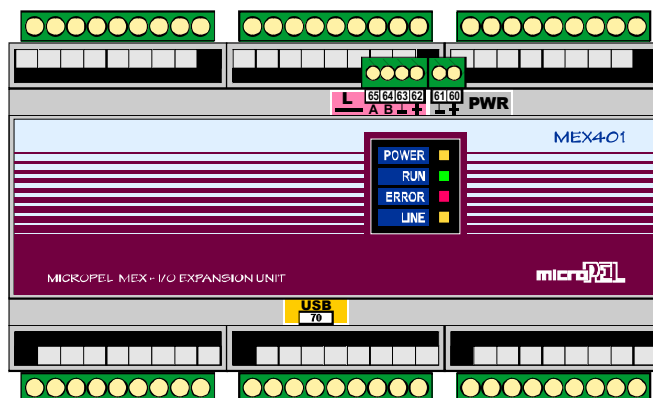 L 65 64 63 62 61 60 PWR
A B
MEX401
POWER
RUN
ERROR
LINE
MICROPEL MEX - I/O EXPANSION UNIT
microPEL
USB
70